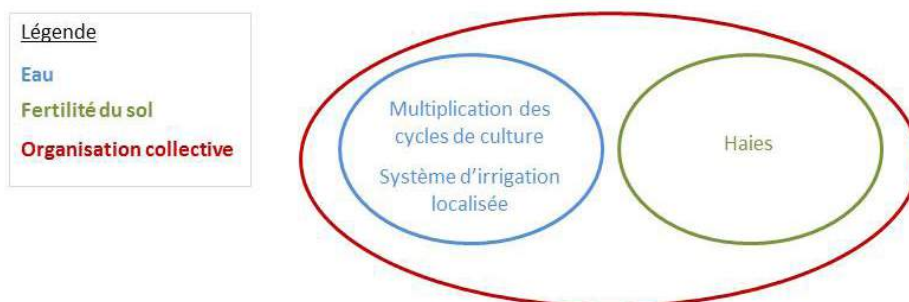 Légende
Eau
Fertilité du sol
Organisation collective
Multiplication des
cycles de culture
Système d'irrigation
localisée
Haies